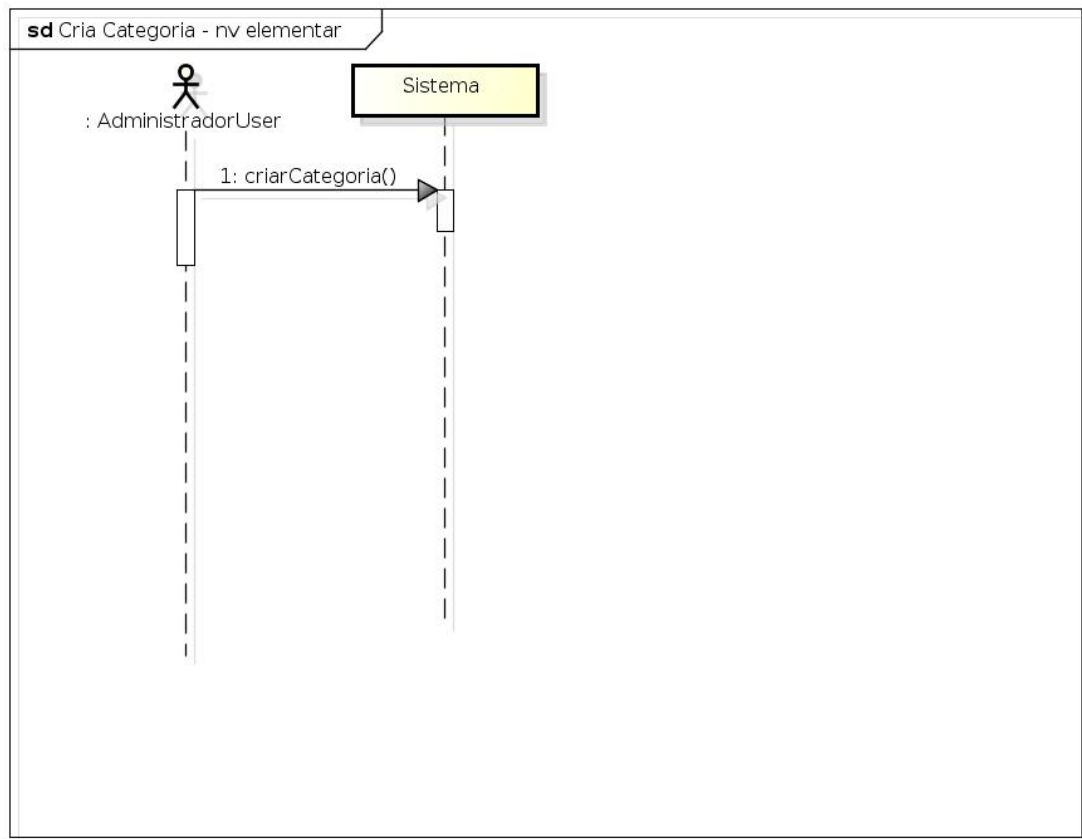 sd Cria Categoria - nv elementar
Sistema
: AdministradorUser
1: criarCategoria()